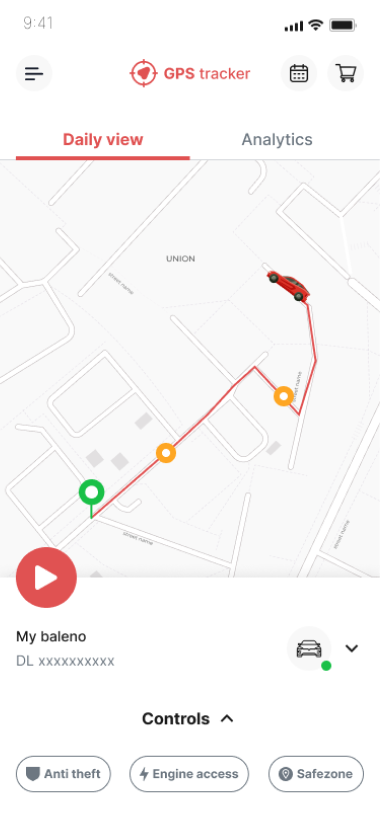 9:41
GPS tracker
Daily view
Analytics
UNION
street name
street name
street name
street name
My baleno
DL xxxxxxxxxx
Controls
Anti theft
Engine access
Safezone